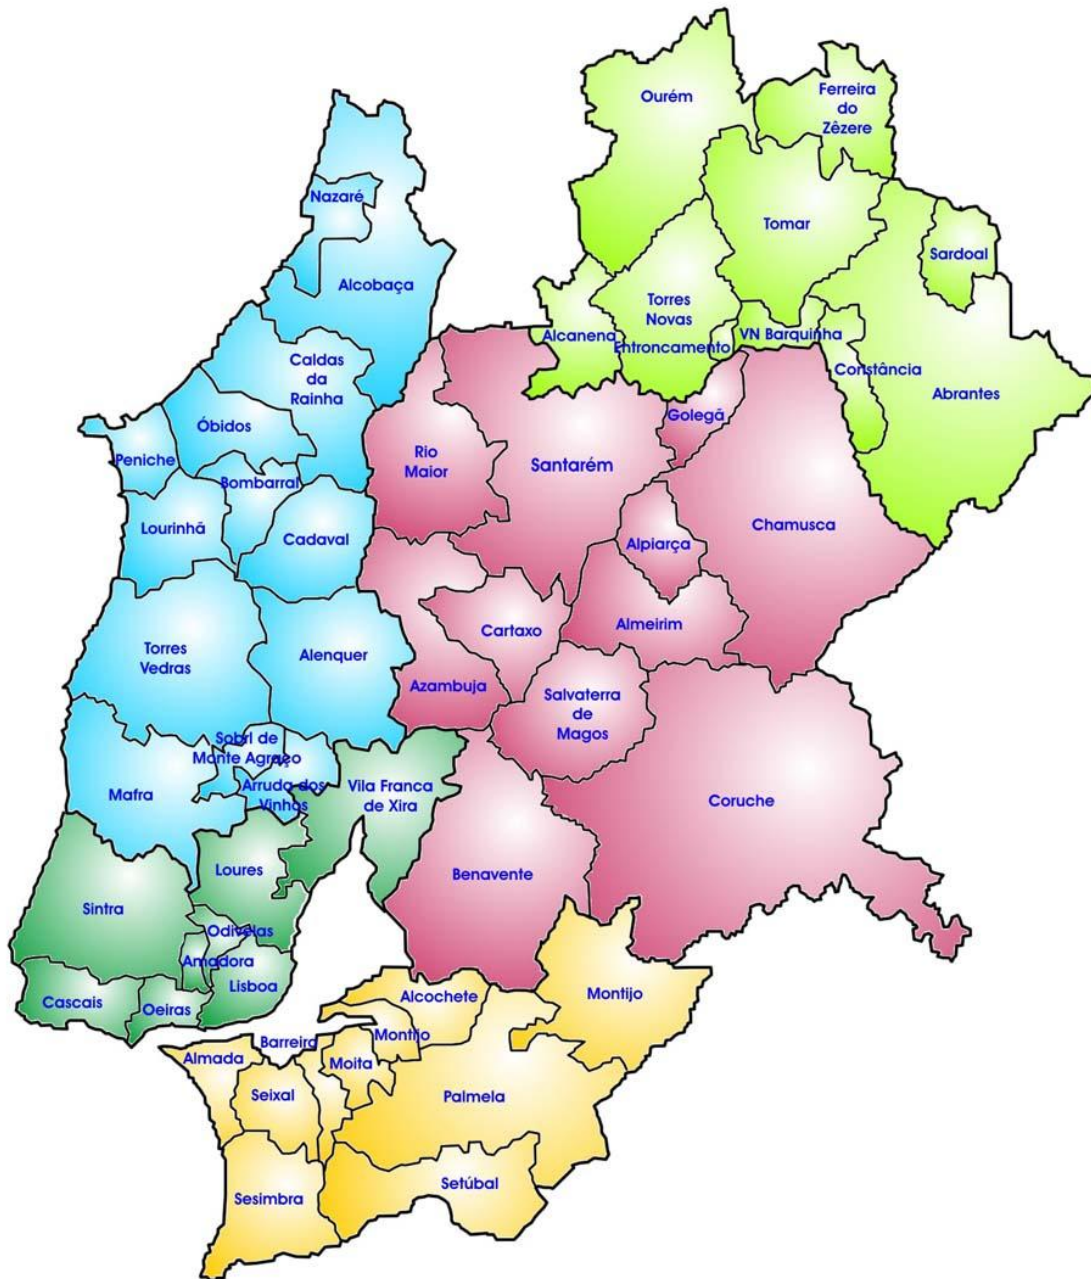 Ourém
Ferreira
do
Zêzere
Nazaré
Tomar
Sardoal
Alcobaça
Torres
Novas
Alcanena
VN Barquinha
Entroncamento
Constância
Caldas
da
Rainha
Abrantes
Golegã
Óbidos
Peniche
Rio
Maior
Santarém
Bombarral
Lourinhã
Cadaval
Chamusca
Alpiarça
Almeirim
Cartaxo
Torres
Vedras
Alenquer
Azambuja
Salvaterra
de
Magos
Sobrl de
Monte Agraço
Arruda dos
Vinhos
Vila Franca
de Xira
Mafra
Coruche
Loures
Benavente
Sintra
Odivelas
Amadora
Lisboa
Cascais
Oeiras
Alcochete
Montijo
Montijo
Barreiro
Almada
Moita
Seixal
Palmela
Setúbal
Sesimbra